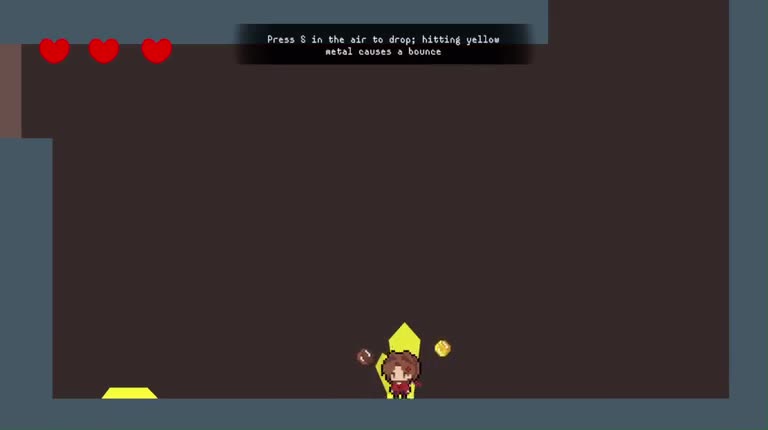 Press S in the air to drop; hitting yellow
metal causes a bounce